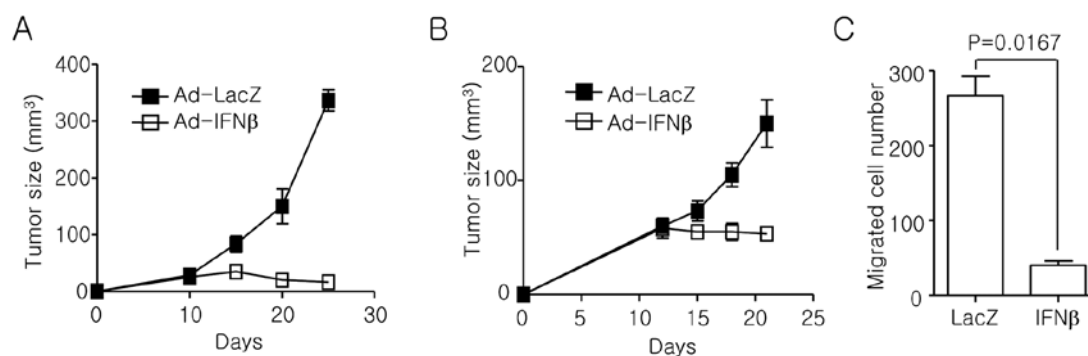 A
Tumor size (mm³)
400
300
200
100
0
Ad-LacZ
Ad-IFNβ
0
10
20
30
Days
B
Tumor size (mm³)
200
100
0
Ad-LacZ
Ad-IFNβ
0
5
10
15
20
25
Days
C
P=0.0167
Migrated cell number
300
200
100
0
LacZ
IFNβ